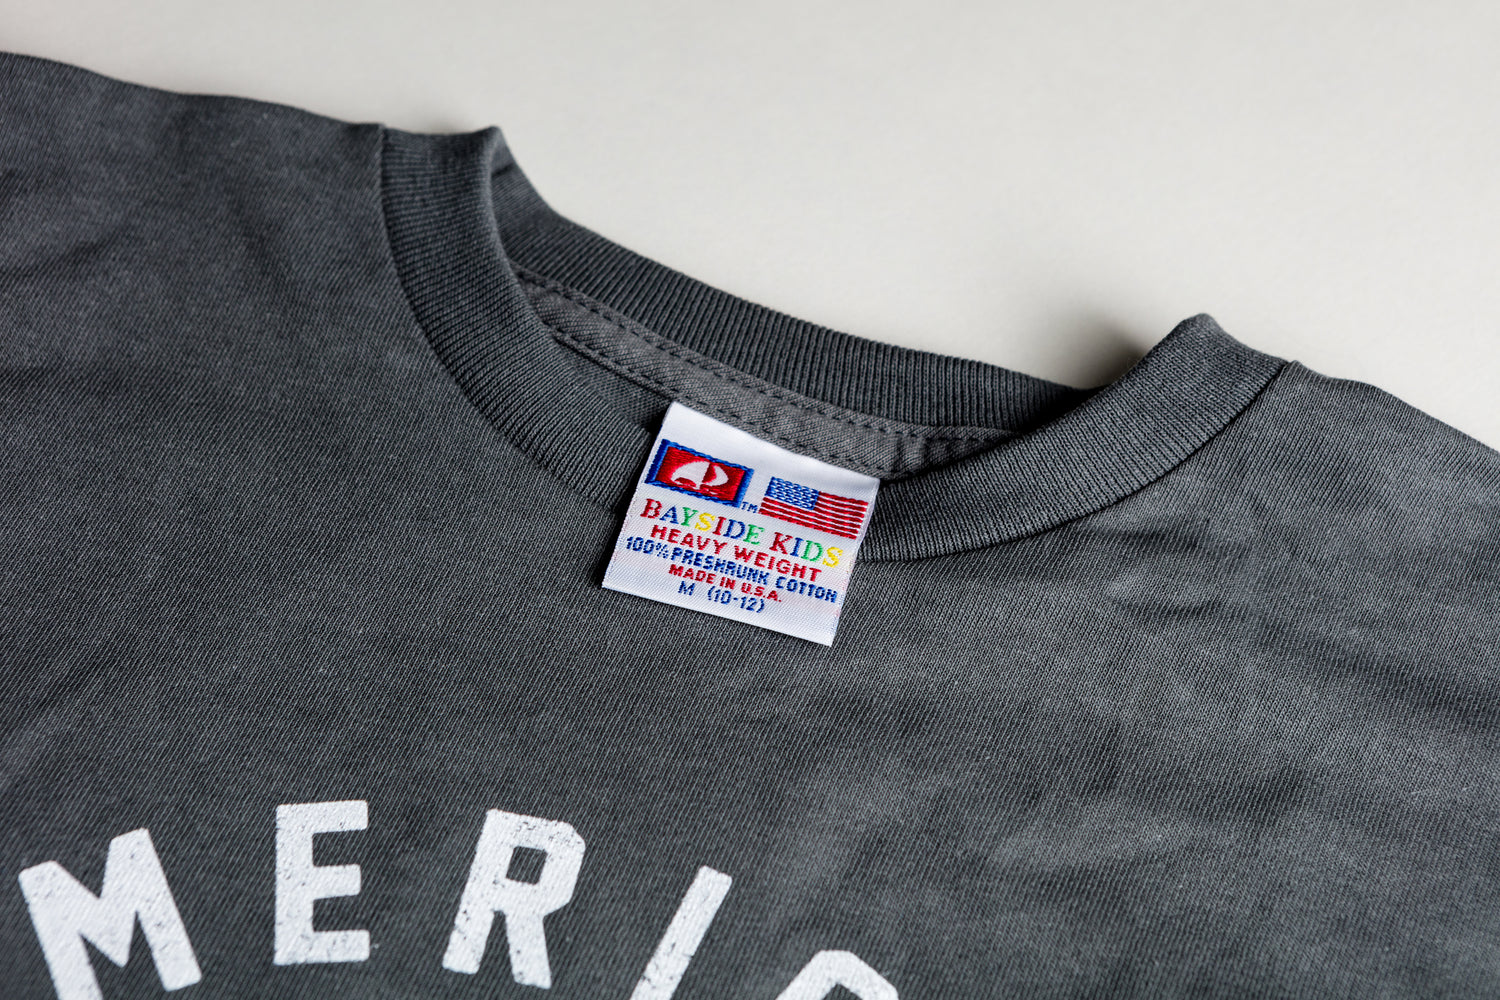 TM
BAYSIDE KIDS
HEAVY WEIGHT
100% PRESHRUNK COTTON
MADE IN U.S.A.
M (10-12)
MERIC